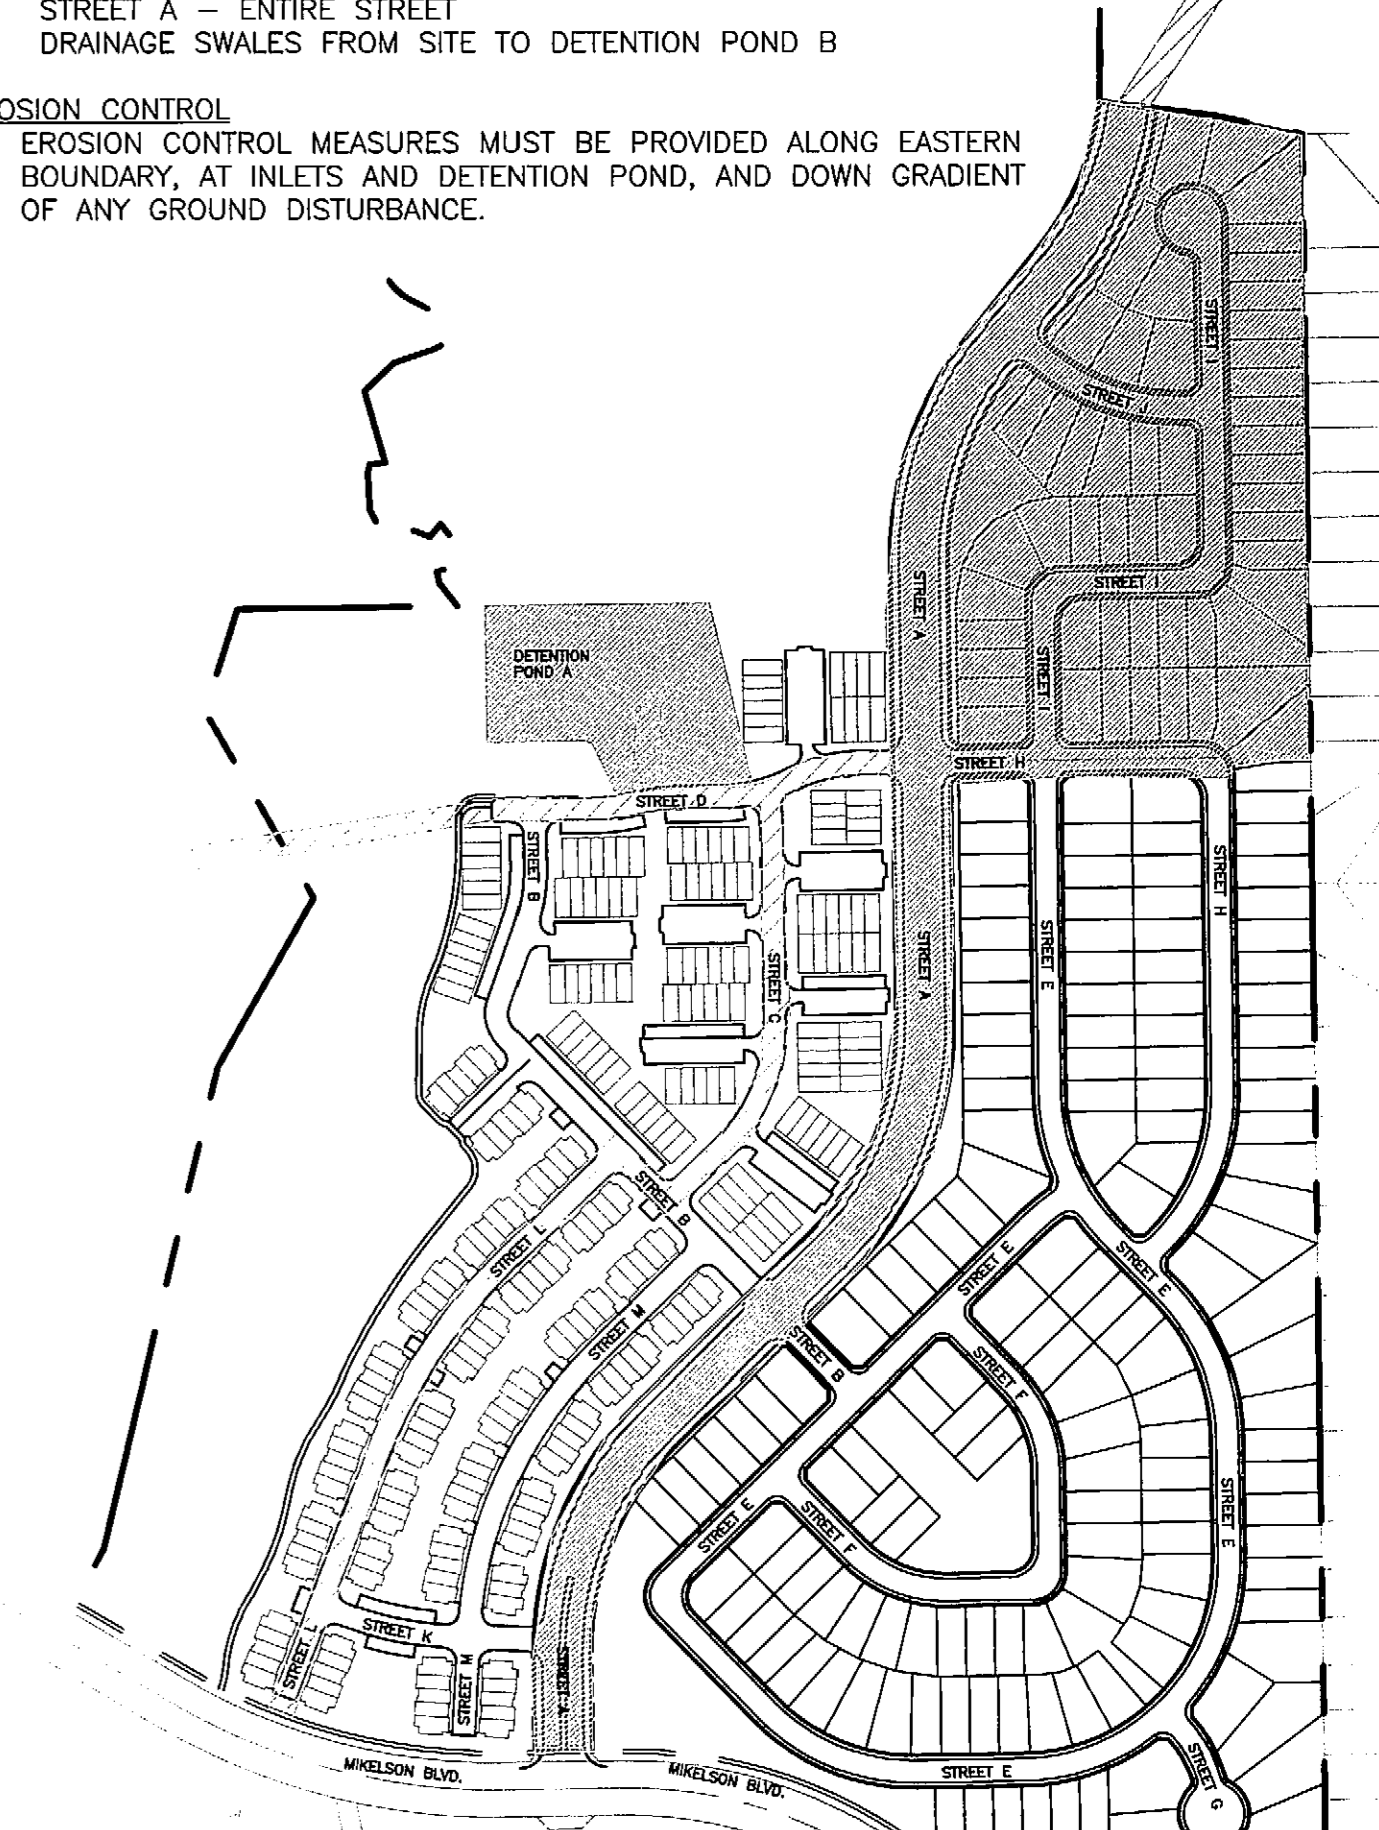 STREET A – ENTIRE STREET
DRAINAGE SWALES FROM SITE TO DETENTION POND B
OSION CONTROL
EROSION CONTROL MEASURES MUST BE PROVIDED ALONG EASTERN
BOUNDARY, AT INLETS AND DETENTION POND, AND DOWN GRADIENT
OF ANY GROUND DISTURBANCE.
STREET I
STREET J
STREET I
STREET A
STREET I
DETENTION
POND A
STREET H
STREET D
STREET B
STREET H
STREET E
STREET A
STREET C
STREET B
STREET L
STREET E
STREET E
STREET M
STREET B
STREET F
STREET E
STREET F
STREET E
STREET K
STREET L
STREET M
STREET A
MIKELSON BLVD.
MIKELSON BLVD.
STREET E
STREET G